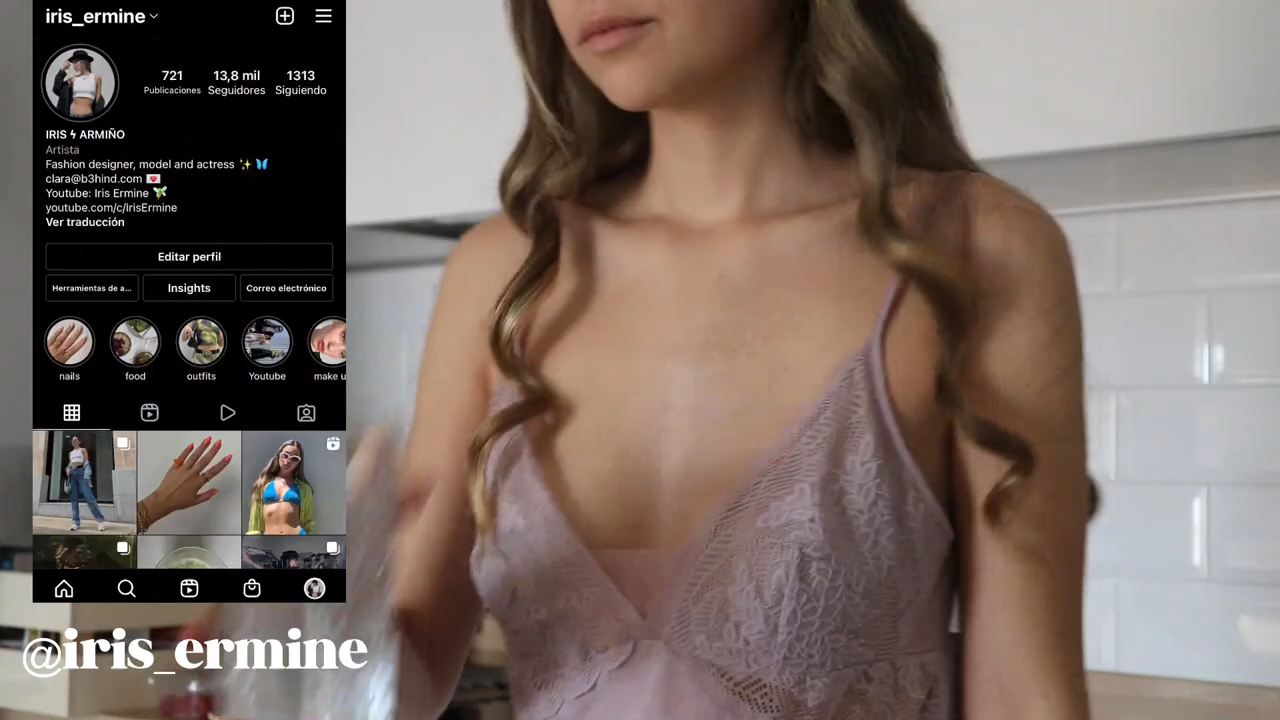 iris_ermine
721 13,8 mil 1313
Publicaciones Seguidores Siguiendo
IRIS ϟ ARMIÑO
Artista
Fashion designer, model and actress ✨ 🦋
clara@b3hind.com 💌
Youtube: Iris Ermine 🧚
youtube.com/c/IrisErmine
Ver traducción
Editar perfil
Herramientas de a... Insights Correo electrónico
nails food outfits Youtube make u
@iris_ermine